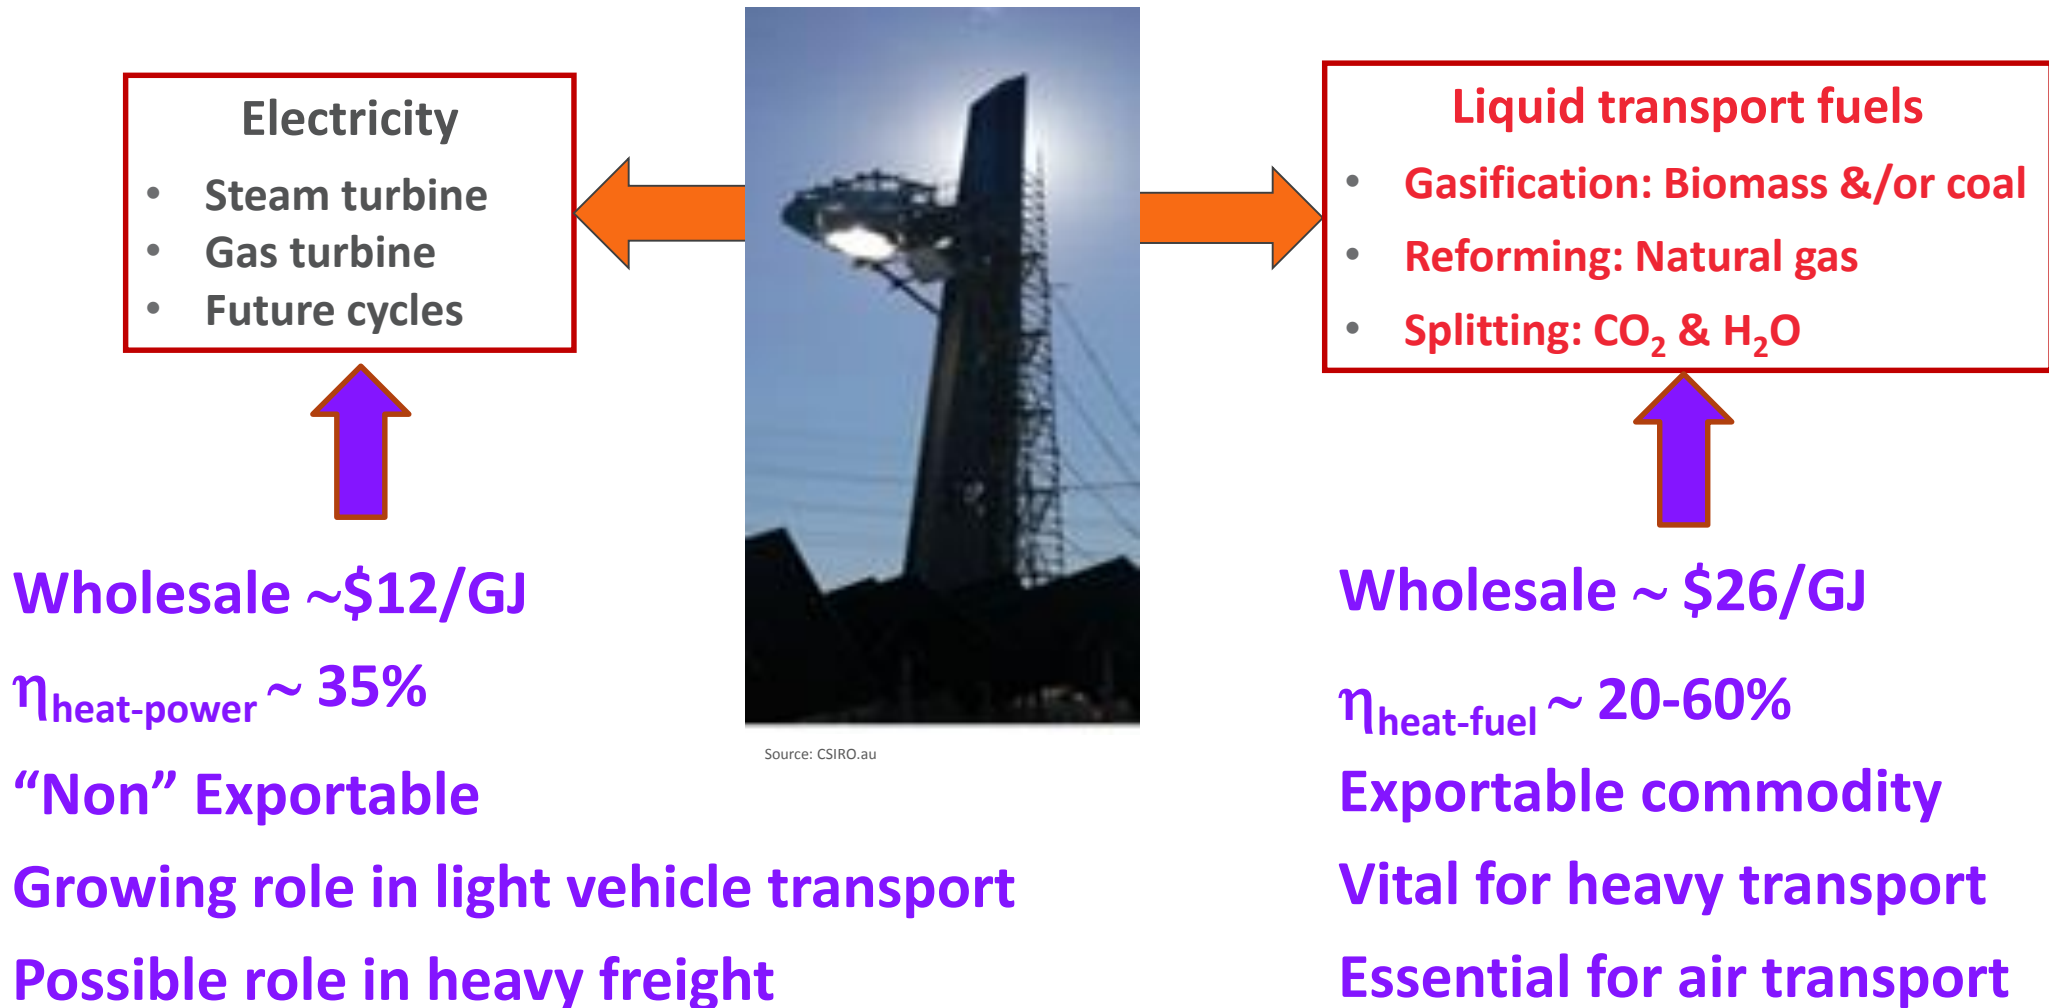 Electricity
• Steam turbine
• Gas turbine
• Future cycles
Liquid transport fuels
• Gasification: Biomass &/or coal
• Reforming: Natural gas
• Splitting: CO₂ & H₂O
Wholesale ~$12/GJ
η heat-power ~ 35%
“Non” Exportable
Growing role in light vehicle transport
Possible role in heavy freight
Source: CSIRO.au
Wholesale ~ $26/GJ
η heat-fuel ~ 20-60%
Exportable commodity
Vital for heavy transport
Essential for air transport